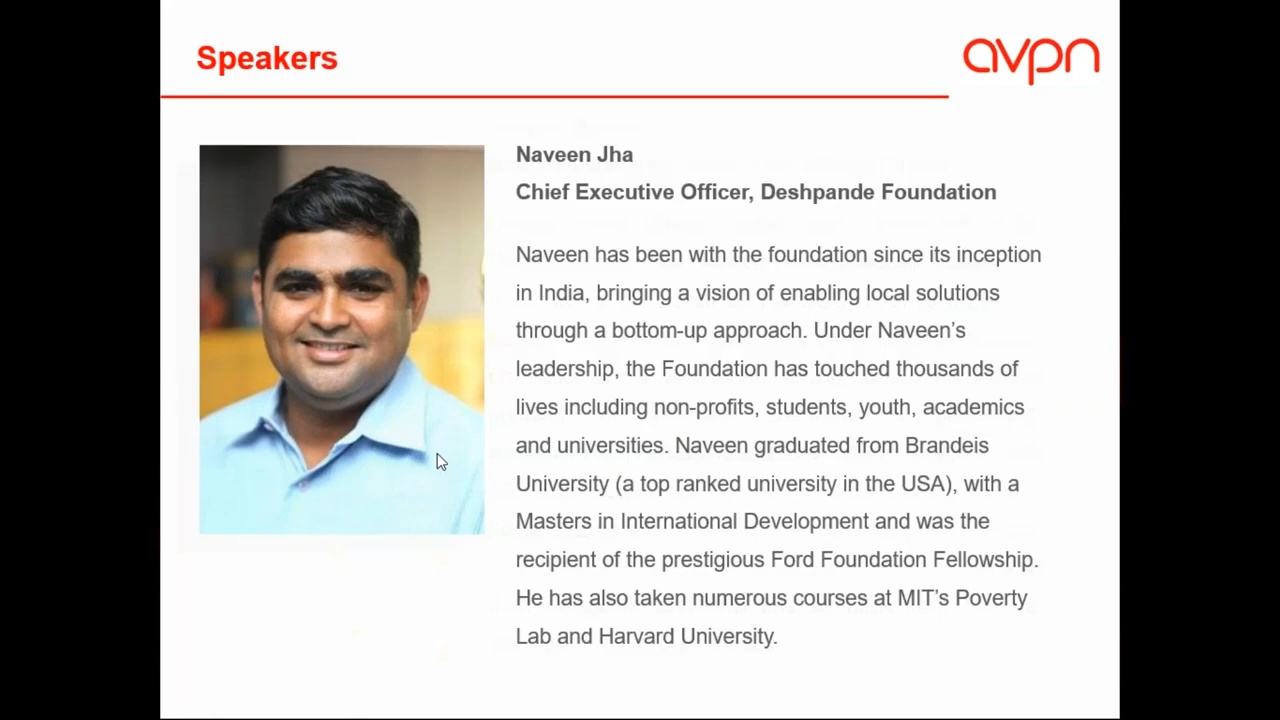 Speakers
avpn
Naveen Jha
Chief Executive Officer, Deshpande Foundation
Naveen has been with the foundation since its inception
in India, bringing a vision of enabling local solutions
through a bottom-up approach. Under Naveen’s
leadership, the Foundation has touched thousands of
lives including non-profits, students, youth, academics
and universities. Naveen graduated from Brandeis
University (a top ranked university in the USA), with a
Masters in International Development and was the
recipient of the prestigious Ford Foundation Fellowship.
He has also taken numerous courses at MIT’s Poverty
Lab and Harvard University.